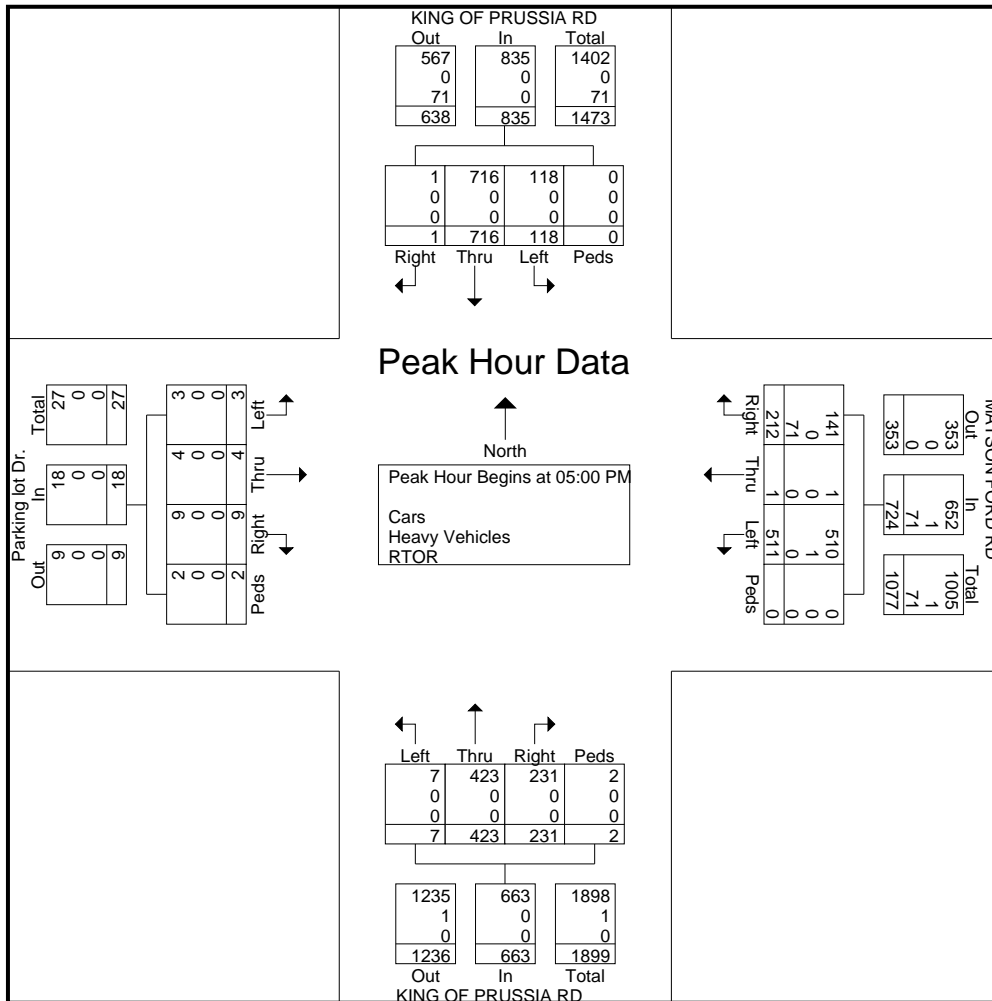 KING OF PRUSSIA RD
Out In Total
567 835 1402
0 0 0
71 0 71
638 835 1473
1 716 118 0
0 0 0 0
0 0 0 0
1 716 118 0
Right Thru Left Peds
Peak Hour Data
North
Peak Hour Begins at 05:00 PM
Cars
Heavy Vehicles
RTOR
Parking lot Dr.
Out In Total
9 18 27
0 0 0
0 0 0
9 18 27
2 9 4 3
0 0 0 0
0 0 0 0
2 9 4 3
Peds Right Thru Left
MATSON FORD RD
Out In Total
353 652 1005
0 1 1
0 71 71
353 724 1077
141 1 510 0
0 0 1 0
71 0 0 0
212 1 511 0
Right Thru Left Peds
Left Thru Right Peds
7 423 231 2
0 0 0 0
0 0 0 0
7 423 231 2
1235 663 1898
1 0 1
0 0 0
1236 663 1899
Out In Total
KING OF PRUSSIA RD